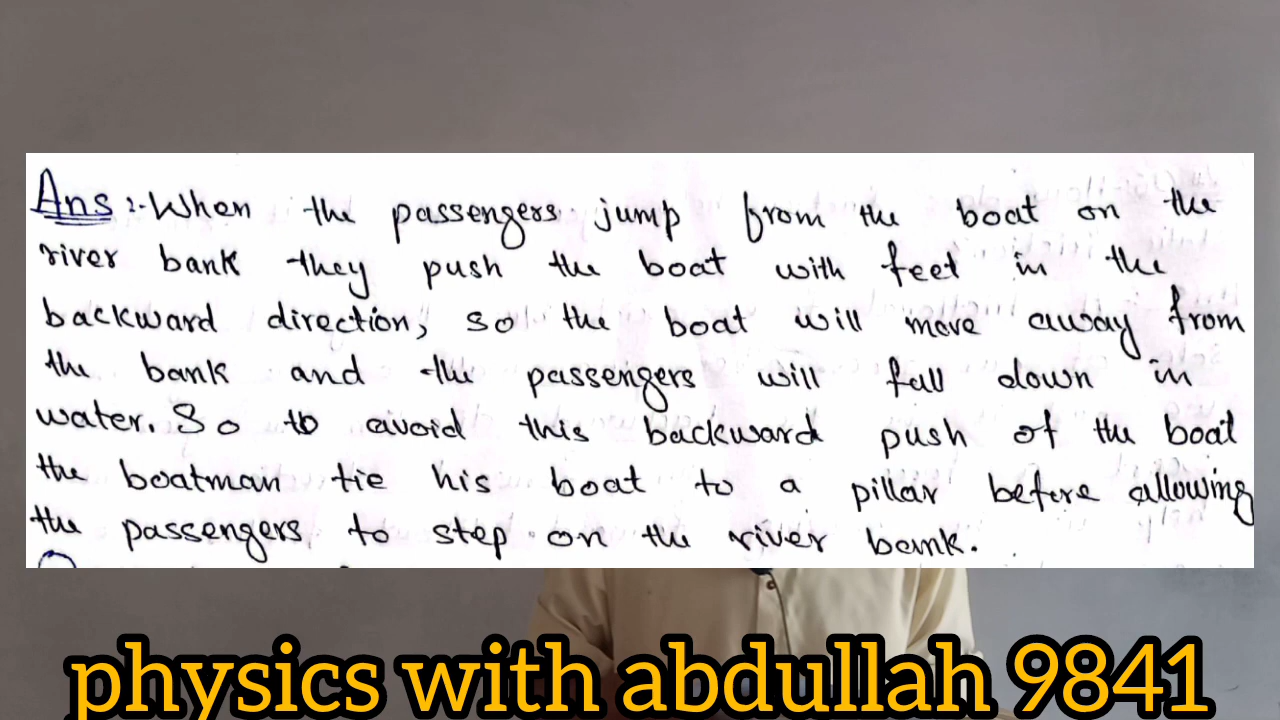 Ans :- When the passengers jump from the boat on the
river bank they push the boat with feet in the
backward direction, so the boat will move away from
the bank and the passengers will fall down in
water. So to avoid this backward push of the boat
the boatman tie his boat to a pillar before allowing
the passengers to step on the river bank.
physics with abdullah 9841